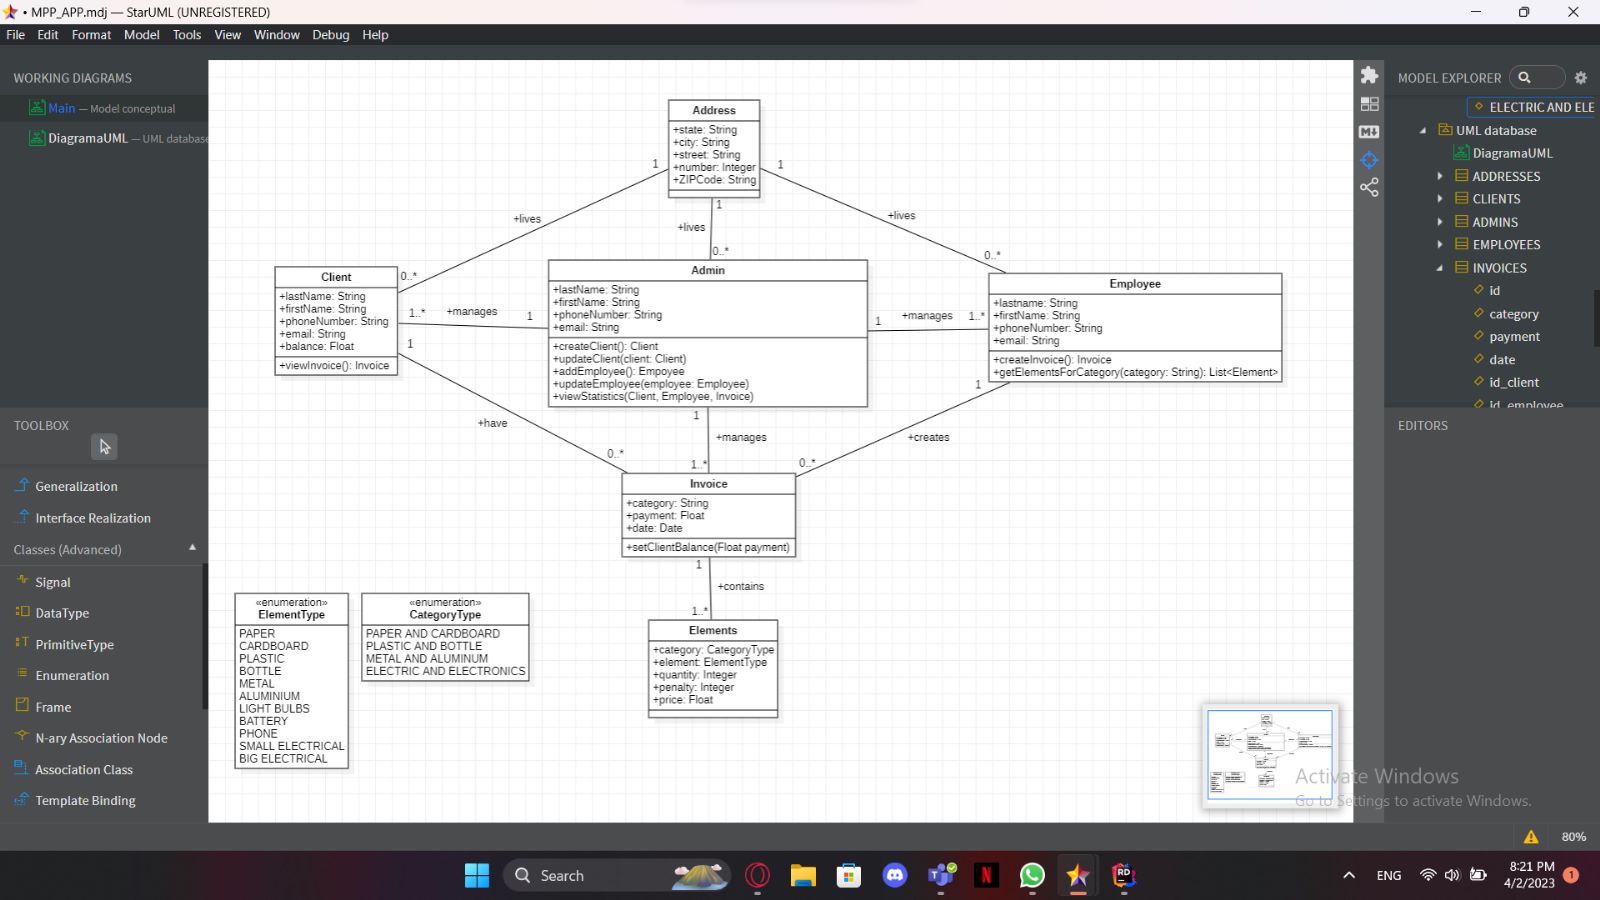 • MPP_APP.mdj — StarUML (UNREGISTERED)
File Edit Format Model Tools View Window Debug Help
WORKING DIAGRAMS
Main — Model conceptual
DiagramaUML — UML database
TOOLBOX
Generalization
Interface Realization
Classes (Advanced)
Signal
DataType
PrimitiveType
Enumeration
Frame
N-ary Association Node
Association Class
Template Binding
Address
+state: String
+city: String
+street: String
+number: Integer
+ZIPCode: String
1
1
1
+lives
+lives
+lives
0..*
0..*
0..*
Client
+lastName: String
+firstName: String
+phoneNumber: String
+email: String
+balance: Float
+viewInvoice(): Invoice
1..*
+manages
1
1
Admin
+lastName: String
+firstName: String
+phoneNumber: String
+email: String
+createClient(): Client
+updateClient(client: Client)
+addEmployee(): Empoyee
+updateEmployee(employee: Employee)
+viewStatistics(Client, Employee, Invoice)
1
+manages
1..*
Employee
+lastname: String
+firstName: String
+phoneNumber: String
+email: String
+createInvoice(): Invoice
+getElementsForCategory(category: String): List<Element>
1
+have
0..*
1
+manages
1..*
+creates
0..*
Invoice
+category: String
+payment: Float
+date: Date
+setClientBalance(Float payment)
1
+contains
1..*
Elements
+category: CategoryType
+element: ElementType
+quantity: Integer
+penalty: Integer
+price: Float
«enumeration»
ElementType
PAPER
CARDBOARD
PLASTIC
BOTTLE
METAL
ALUMINIUM
LIGHT BULBS
BATTERY
PHONE
SMALL ELECTRICAL
BIG ELECTRICAL
«enumeration»
CategoryType
PAPER AND CARDBOARD
PLASTIC AND BOTTLE
METAL AND ALUMINUM
ELECTRIC AND ELECTRONICS
MODEL EXPLORER
ELECTRIC AND ELE
UML database
DiagramaUML
ADDRESSES
CLIENTS
ADMINS
EMPLOYEES
INVOICES
id
category
payment
date
id_client
id_employee
EDITORS
Activate Windows
Go to Settings to activate Windows.
80%
Search
ENG
8:21 PM
4/2/2023
1